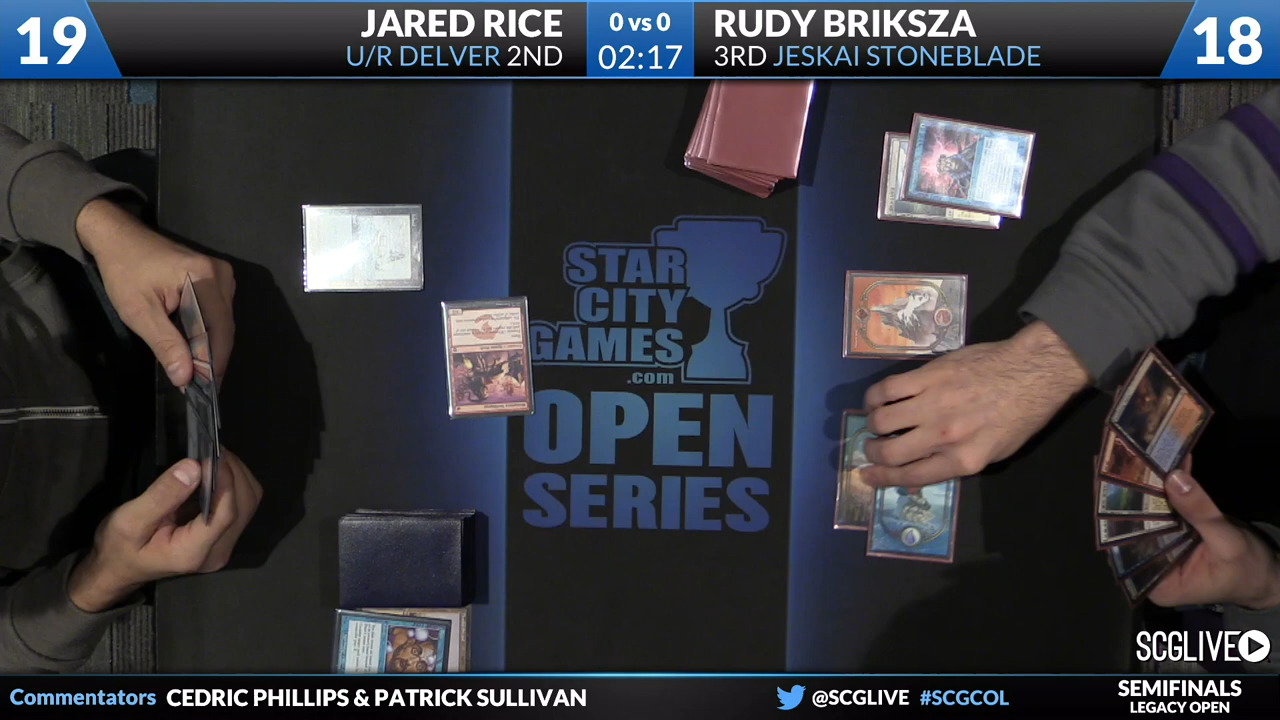 19
JARED RICE
U/R DELVER 2ND
0 vs 0
02:17
RUDY BRIKSZA
3RD JESKAI STONEBLADE
18
STAR
CITY
GAMES
.com
OPEN
SERIES
SCGLIVE
Commentators CEDRIC PHILLIPS & PATRICK SULLIVAN
@SCGLIVE #SCGCOL
SEMIFINALS
LEGACY OPEN